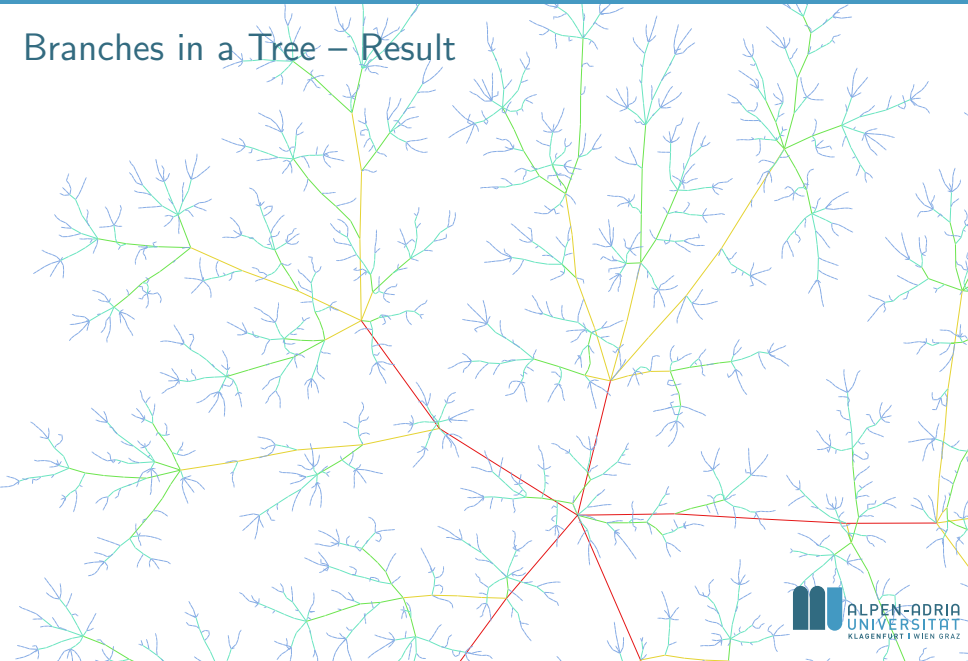 Branches in a Tree – Result
ALPEN-ADRIA
UNIVERSITÄT
KLAGENFURT I WIEN GRAZ